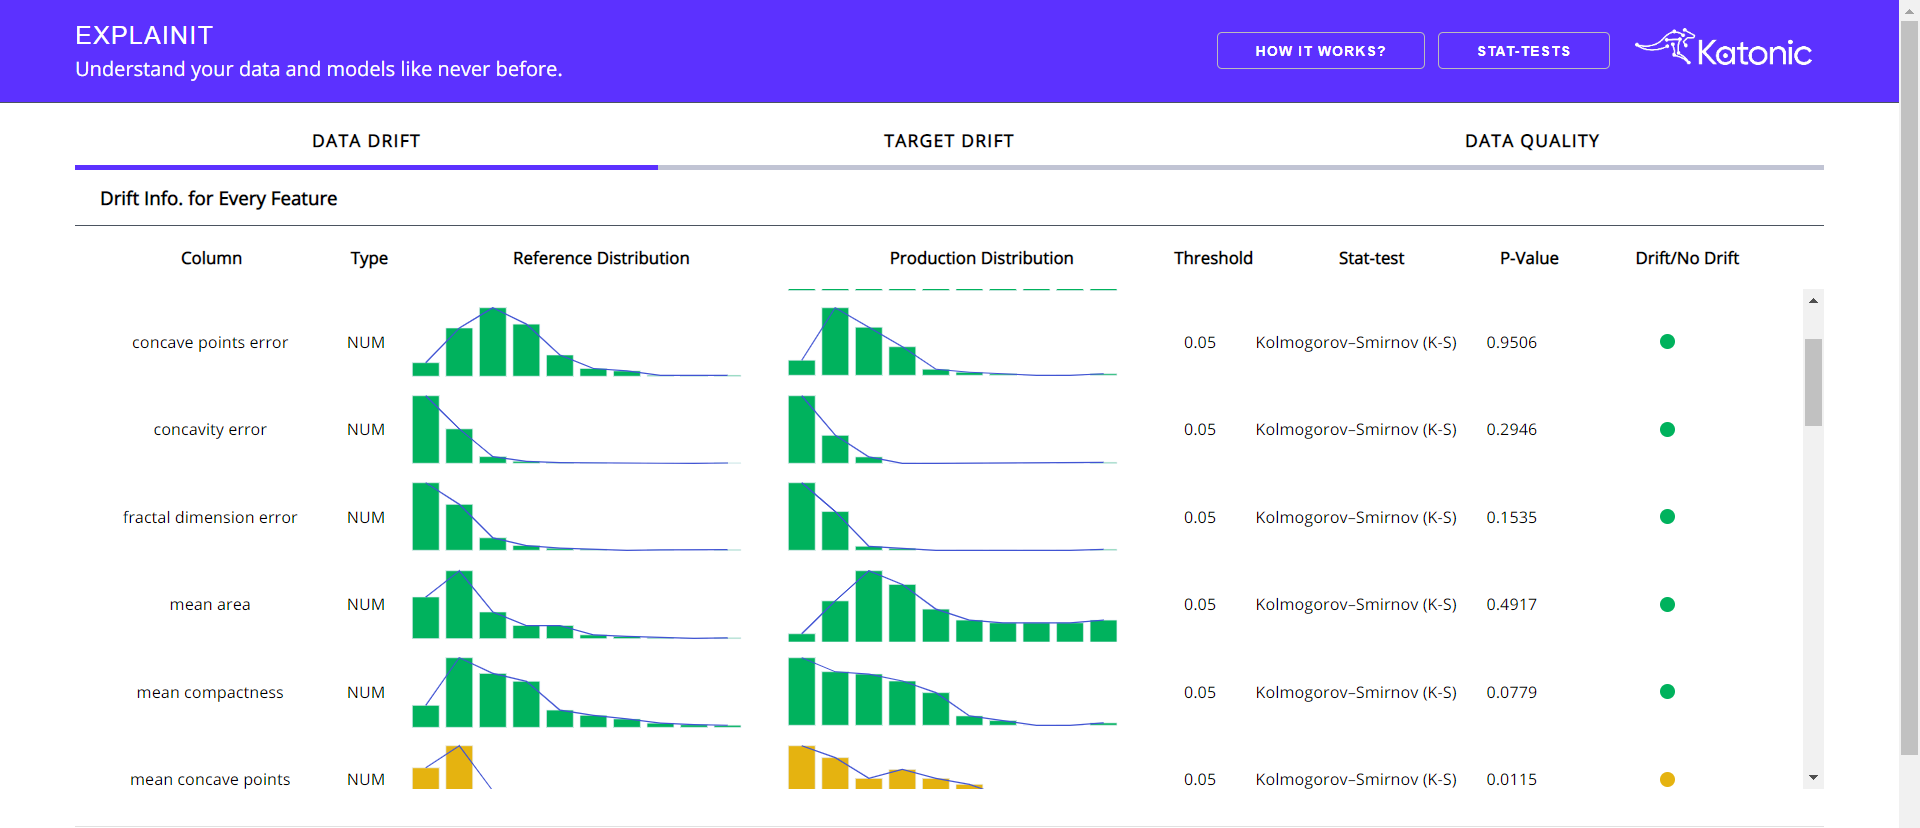 EXPLAINIT
Understand your data and models like never before.
HOW IT WORKS?
STAT-TESTS
Katonic
DATA DRIFT
TARGET DRIFT
DATA QUALITY
Drift Info. for Every Feature
Column Type Reference Distribution Production Distribution Threshold Stat-test P-Value Drift/No Drift
concave points error NUM 0.05 Kolmogorov–Smirnov (K-S) 0.9506
concavity error NUM 0.05 Kolmogorov–Smirnov (K-S) 0.2946
fractal dimension error NUM 0.05 Kolmogorov–Smirnov (K-S) 0.1535
mean area NUM 0.05 Kolmogorov–Smirnov (K-S) 0.4917
mean compactness NUM 0.05 Kolmogorov–Smirnov (K-S) 0.0779
mean concave points NUM 0.05 Kolmogorov–Smirnov (K-S) 0.0115